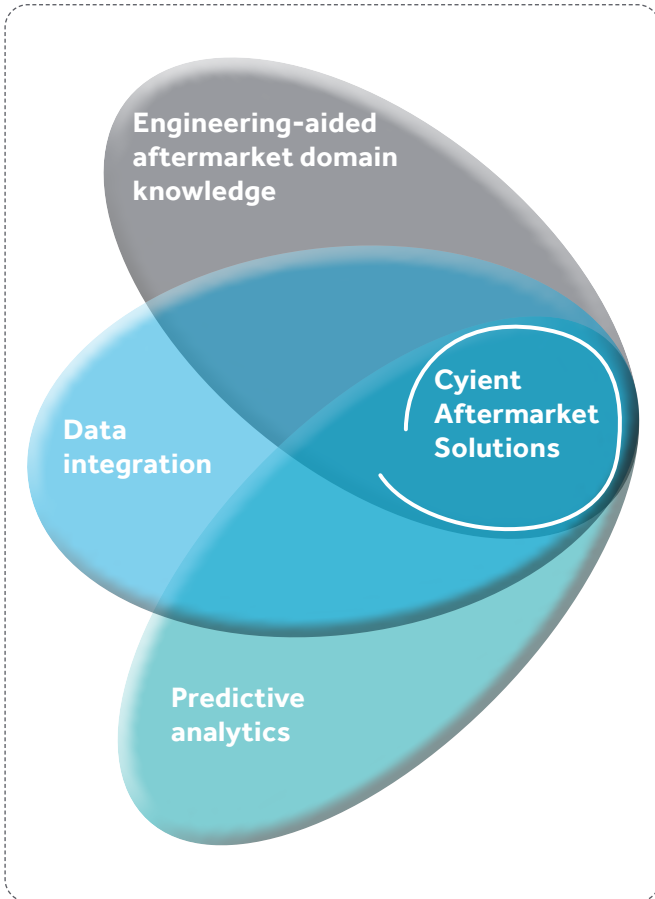 Engineering-aided
aftermarket domain
knowledge
Cyient
Aftermarket
Solutions
Data
integration
Predictive
analytics